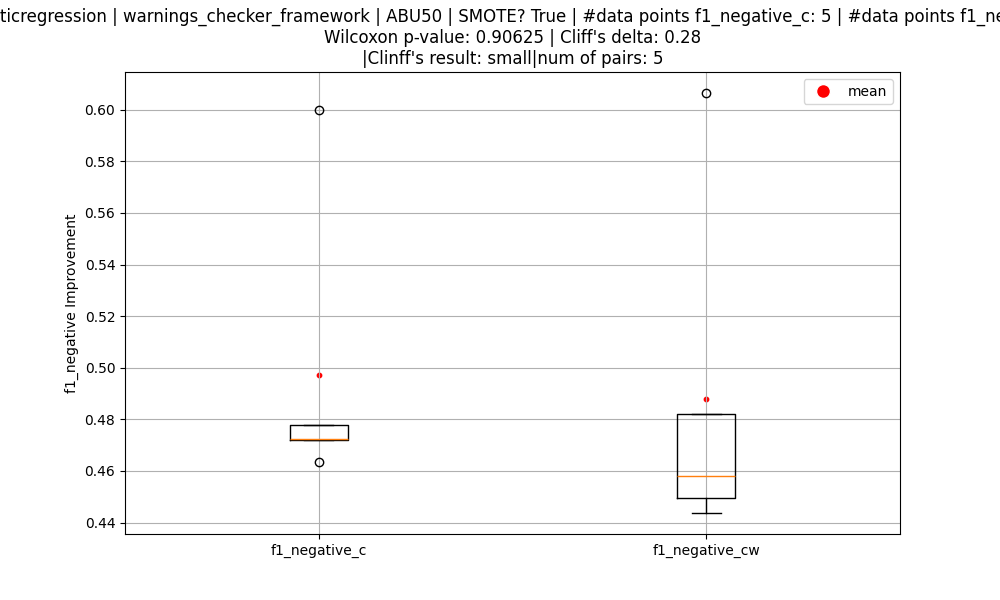 ticregression | warnings_checker_framework | ABU50 | SMOTE? True | #data points f1_negative_c: 5 | #data points f1_ne
Wilcoxon p-value: 0.90625 | Cliff's delta: 0.28
|Clinff's result: small|num of pairs: 5
mean
0.60
0.58
0.56
0.54
0.52
0.50
0.48
0.46
0.44
f1_negative Improvement
f1_negative_c
f1_negative_cw